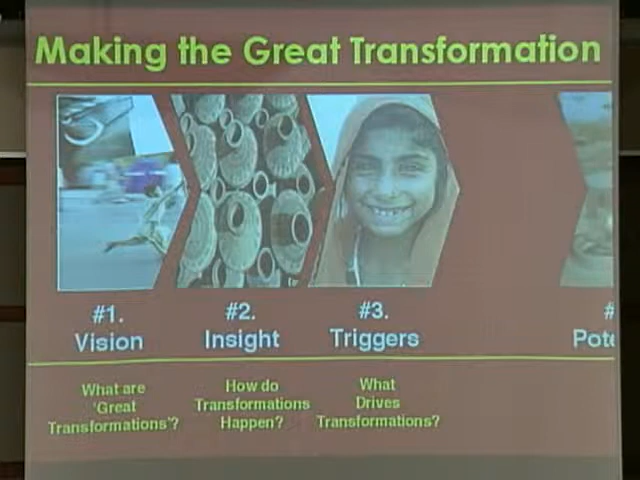 Making the Great Transformation
#1. #2. #3. #
Vision Insight Triggers
What are How do What
'Great Transformations Drives
Transformations'? Happen? Transformations?